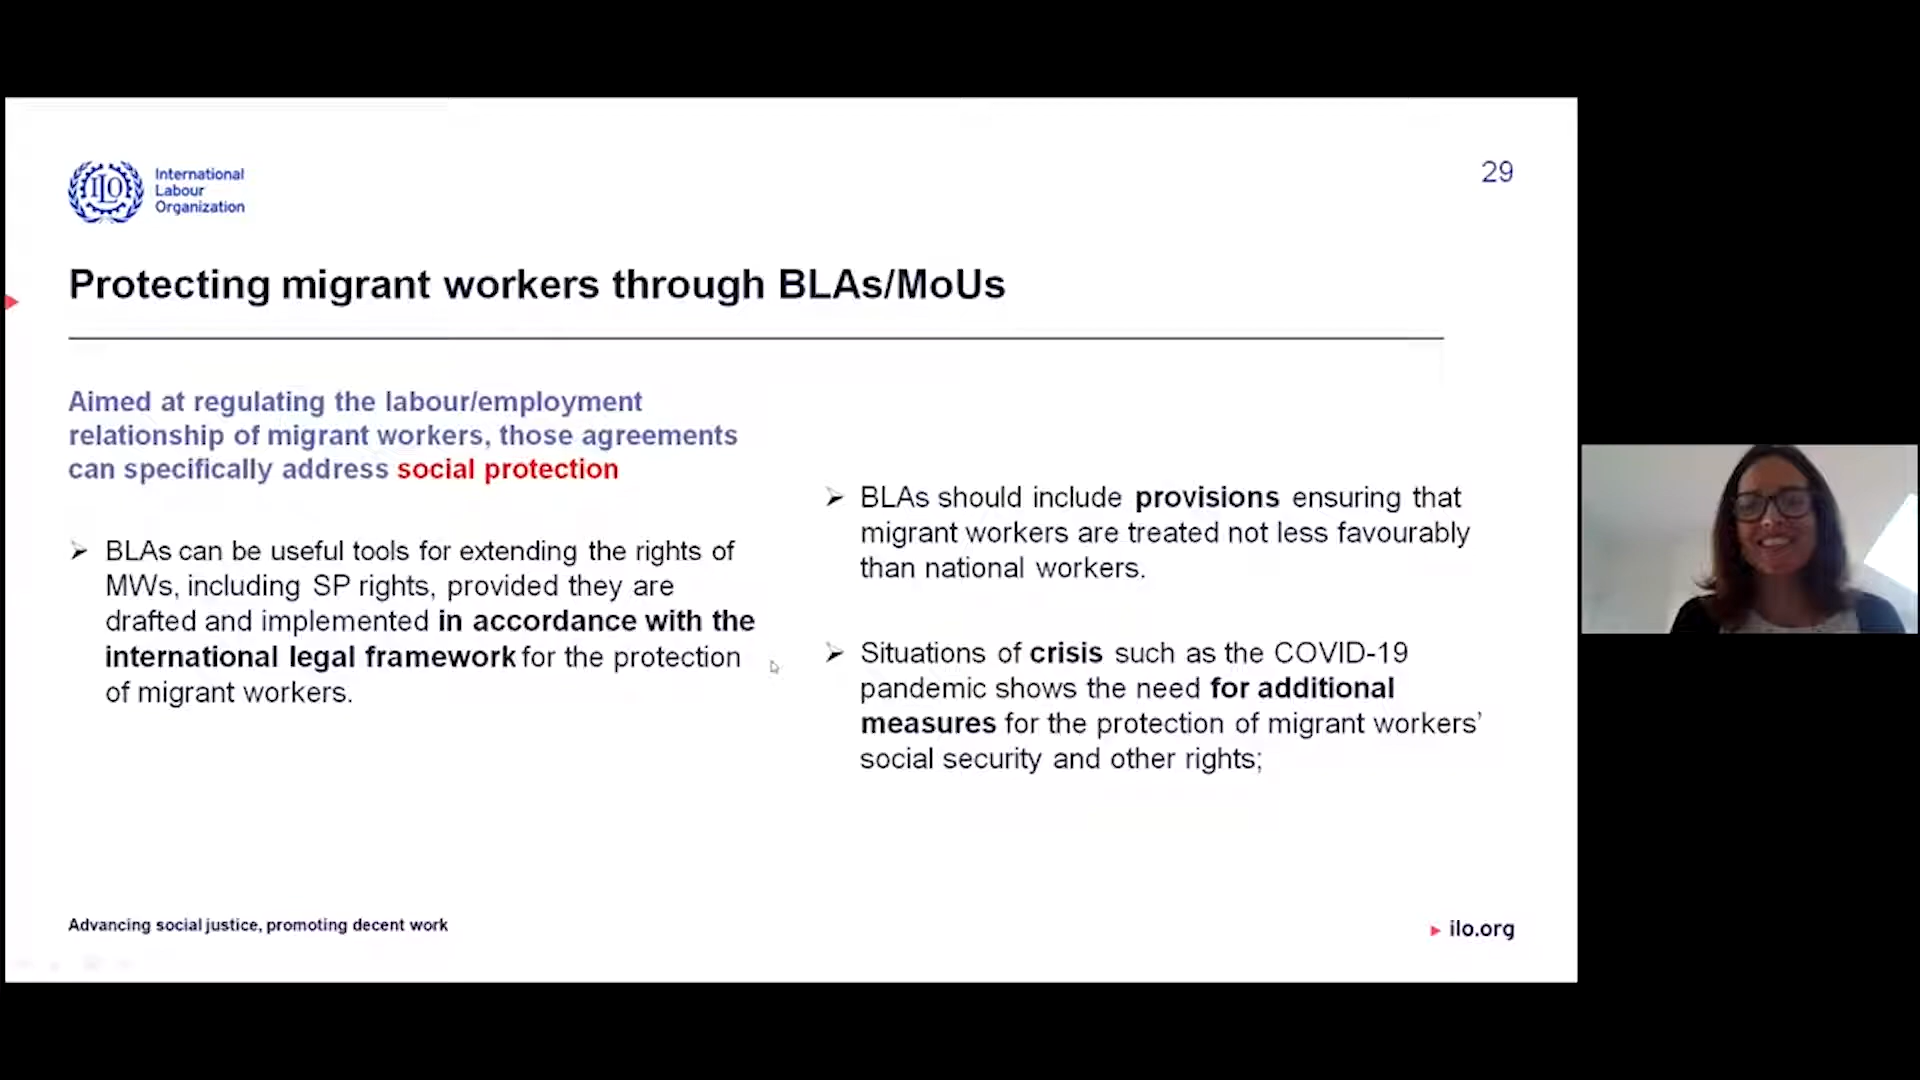 International
Labour
Organization
29
Protecting migrant workers through BLAs/MoUs
Aimed at regulating the labour/employment
relationship of migrant workers, those agreements
can specifically address social protection
➢ BLAs can be useful tools for extending the rights of
MWs, including SP rights, provided they are
drafted and implemented in accordance with the
international legal framework for the protection
of migrant workers.
➢ BLAs should include provisions ensuring that
migrant workers are treated not less favourably
than national workers.
➢ Situations of crisis such as the COVID-19
pandemic shows the need for additional
measures for the protection of migrant workers’
social security and other rights;
Advancing social justice, promoting decent work
ilo.org